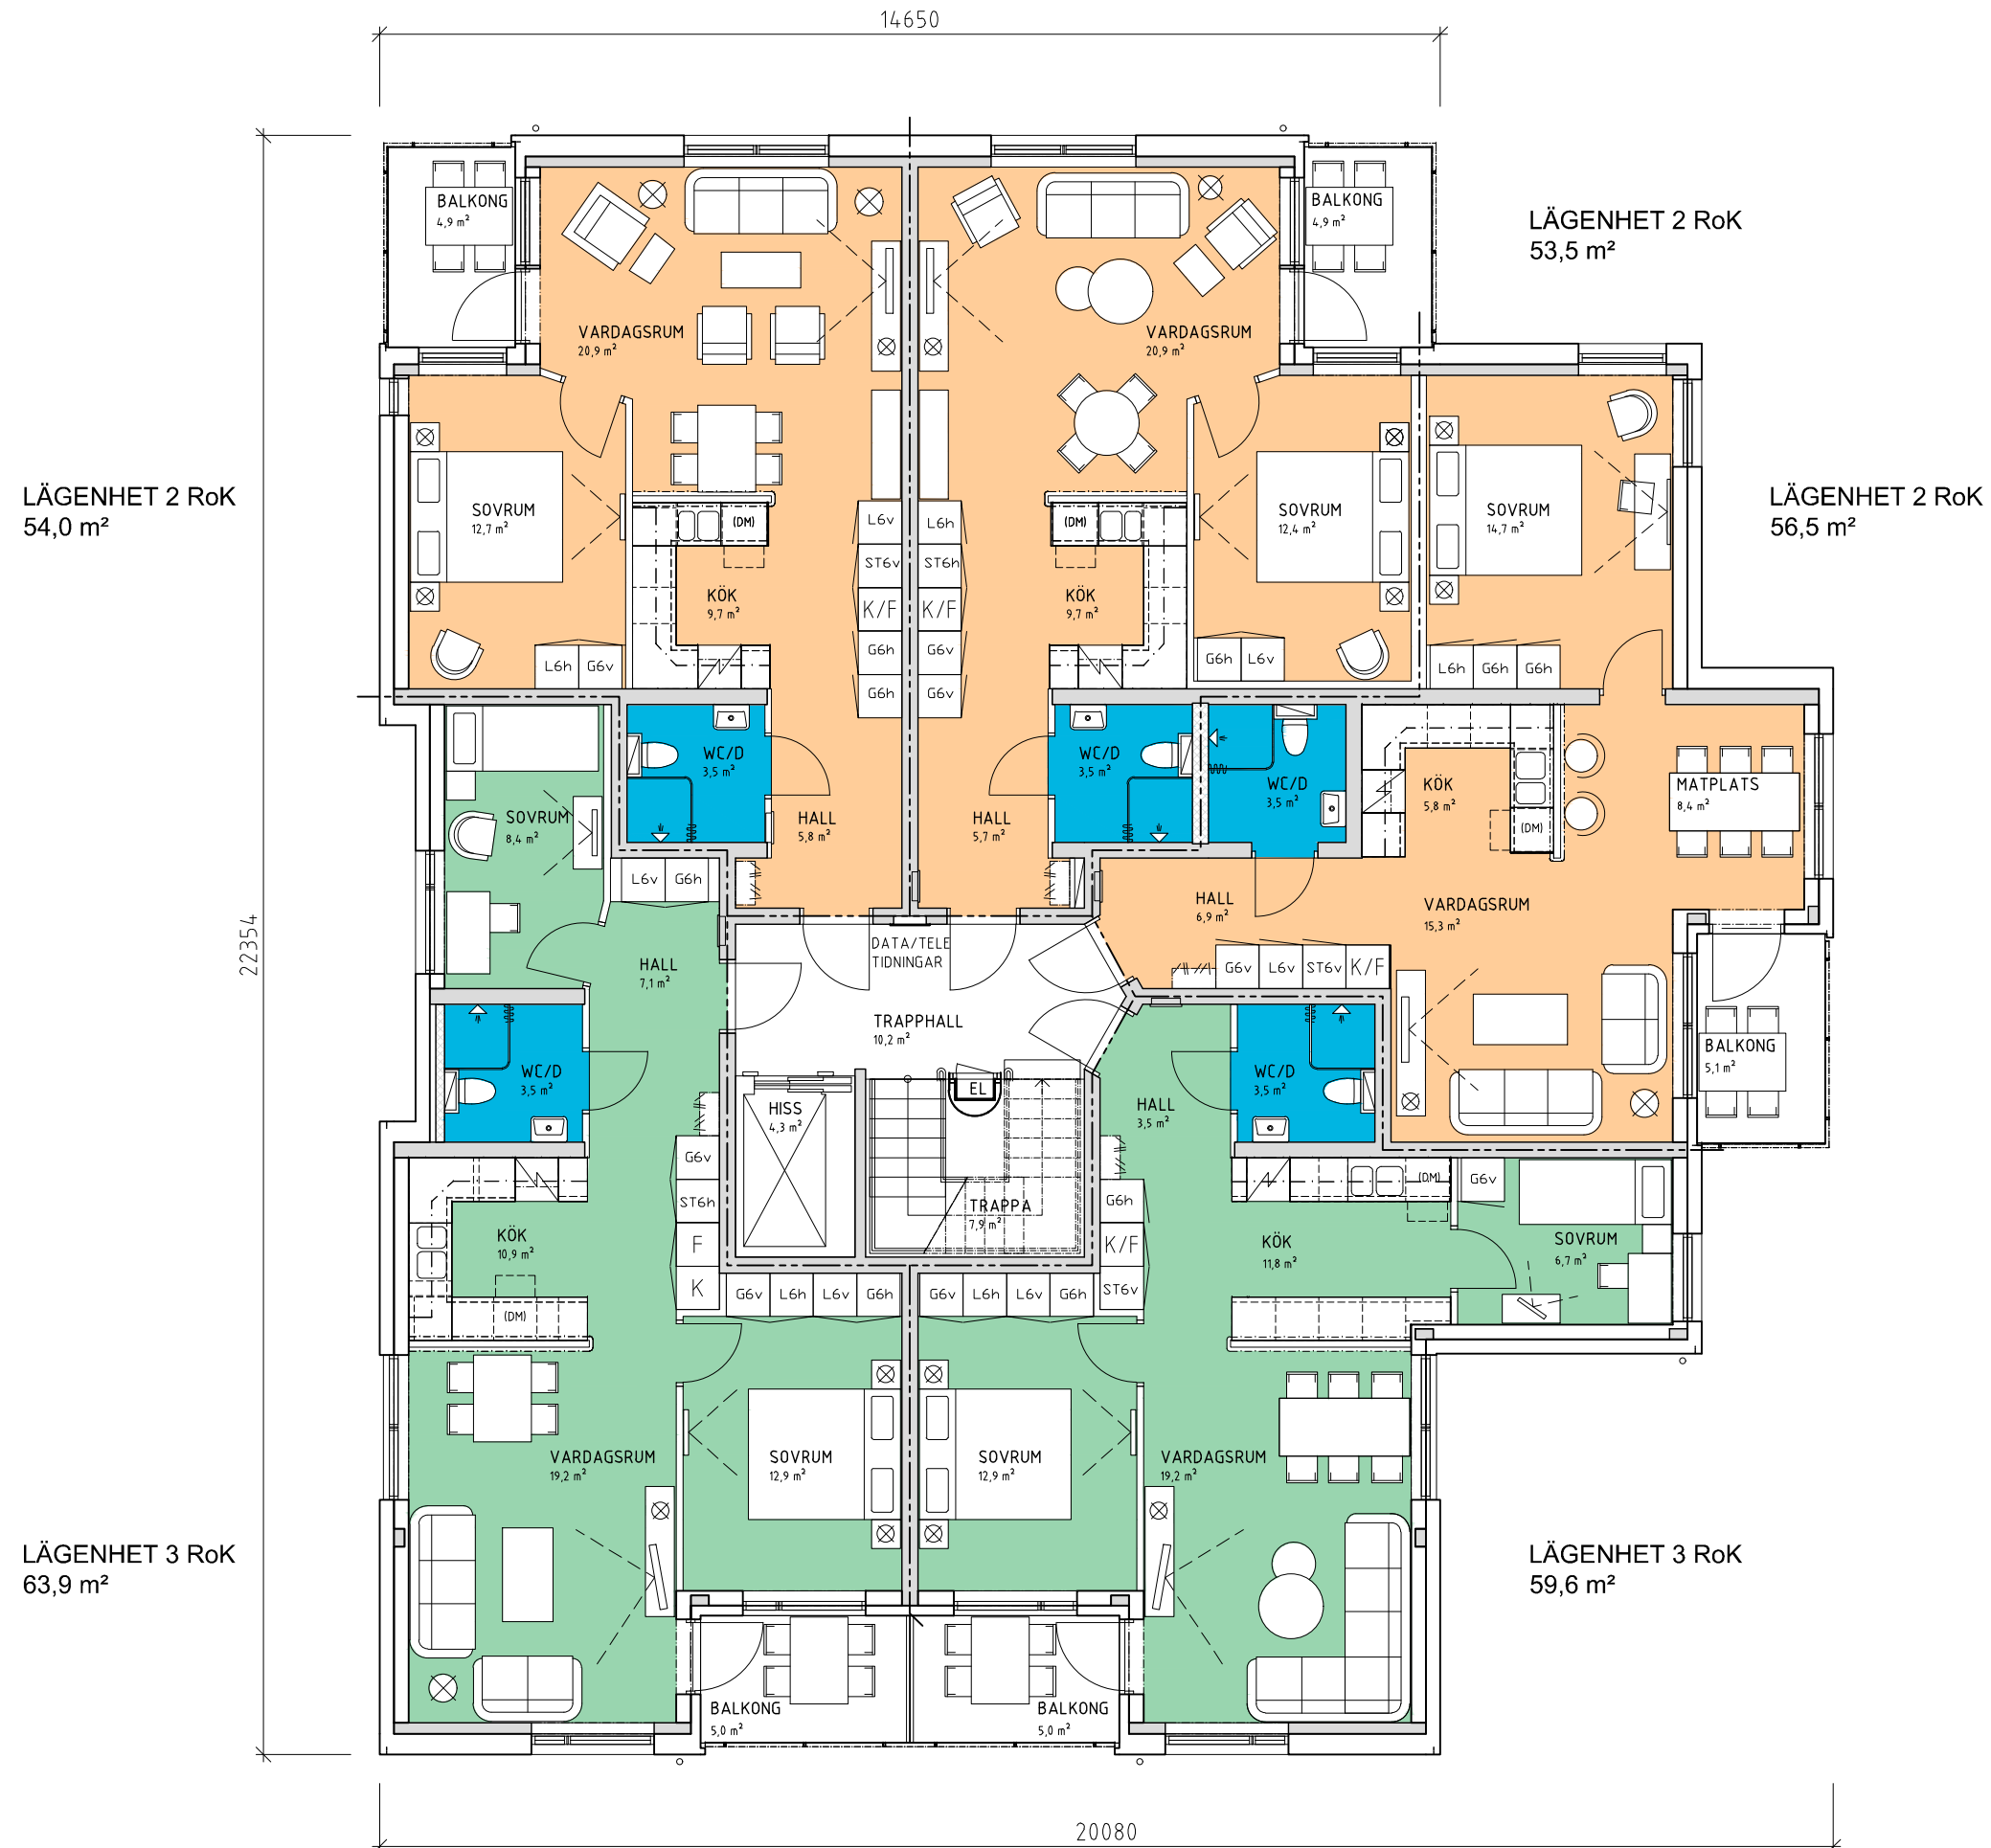 14650
BALKONG
4,9 m²
BALKONG
4,9 m²
LÄGENHET 2 RoK
53,5 m²
VARDAGSRUM
20,9 m²
VARDAGSRUM
20,9 m²
LÄGENHET 2 RoK
54,0 m²
SOVRUM
12,7 m²
(DM)
L6v
L6h
(DM)
SOVRUM
12,4 m²
SOVRUM
14,7 m²
LÄGENHET 2 RoK
56,5 m²
ST6v
ST6h
KÖK
9,7 m²
K/F
K/F
KÖK
9,7 m²
L6h
G6v
G6h
G6v
G6h
L6v
L6h
G6h
G6h
G6h
G6v
WC/D
3,5 m²
WC/D
3,5 m²
WC/D
3,5 m²
KÖK
5,8 m²
MATPLATS
8,4 m²
(DM)
SOVRUM
8,4 m²
HALL
5,8 m²
HALL
5,7 m²
L6v
G6h
HALL
6,9 m²
VARDAGSRUM
15,3 m²
22354
DATA/TELE
TIDNINGAR
HALL
7,1 m²
G6v
L6v
ST6v
K/F
TRAPPHALL
10,2 m²
BALKONG
5,1 m²
WC/D
3,5 m²
WC/D
3,5 m²
EL
HISS
4,3 m²
HALL
3,5 m²
G6v
(DM)
G6v
ST6h
G6h
TRAPPA
7,9 m²
KÖK
10,9 m²
F
K/F
KÖK
11,8 m²
SOVRUM
6,7 m²
K
ST6v
G6v
L6h
L6v
G6h
G6v
L6h
L6v
G6h
(DM)
VARDAGSRUM
19,2 m²
SOVRUM
12,9 m²
SOVRUM
12,9 m²
VARDAGSRUM
19,2 m²
LÄGENHET 3 RoK
63,9 m²
LÄGENHET 3 RoK
59,6 m²
BALKONG
5,0 m²
BALKONG
5,0 m²
20080